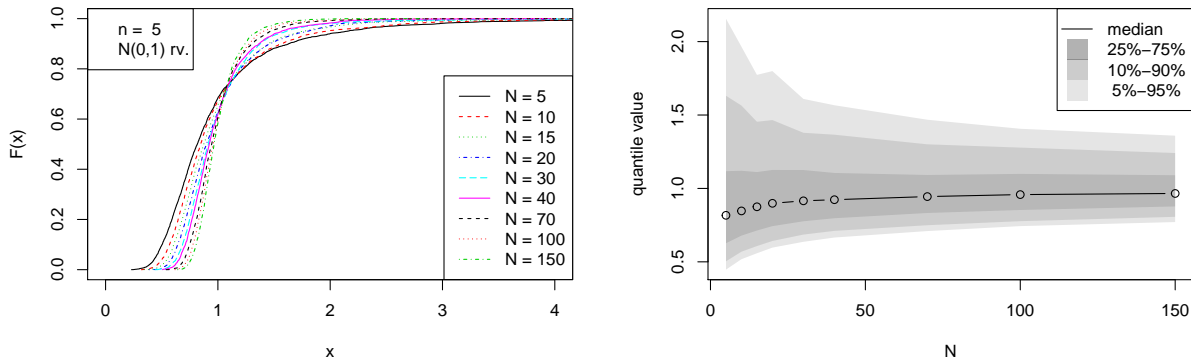 n = 5
N(0,1) rv.
N = 5
N = 10
N = 15
N = 20
N = 30
N = 40
N = 70
N = 100
N = 150
0.0 0.2 0.4 0.6 0.8 1.0
F(x)
0 1 2 3 4
x
median
25%−75%
10%−90%
5%−95%
0.5 1.0 1.5 2.0
quantile value
50 100 150
N